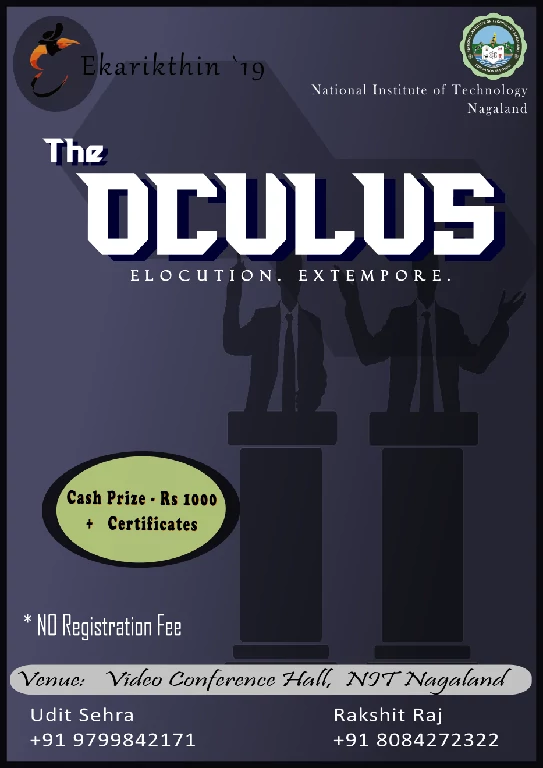 Ekarikthin `19
National Institute of Technology
Nagaland
The
OCULUS
ELOCUTION. EXTEMPORE.
Cash Prize - Rs 1000
+ Certificates
* NO Registration Fee
Venue: Video Conference Hall, NIT Nagaland
Udit Sehra
+91 9799842171
Rakshit Raj
+91 8084272322